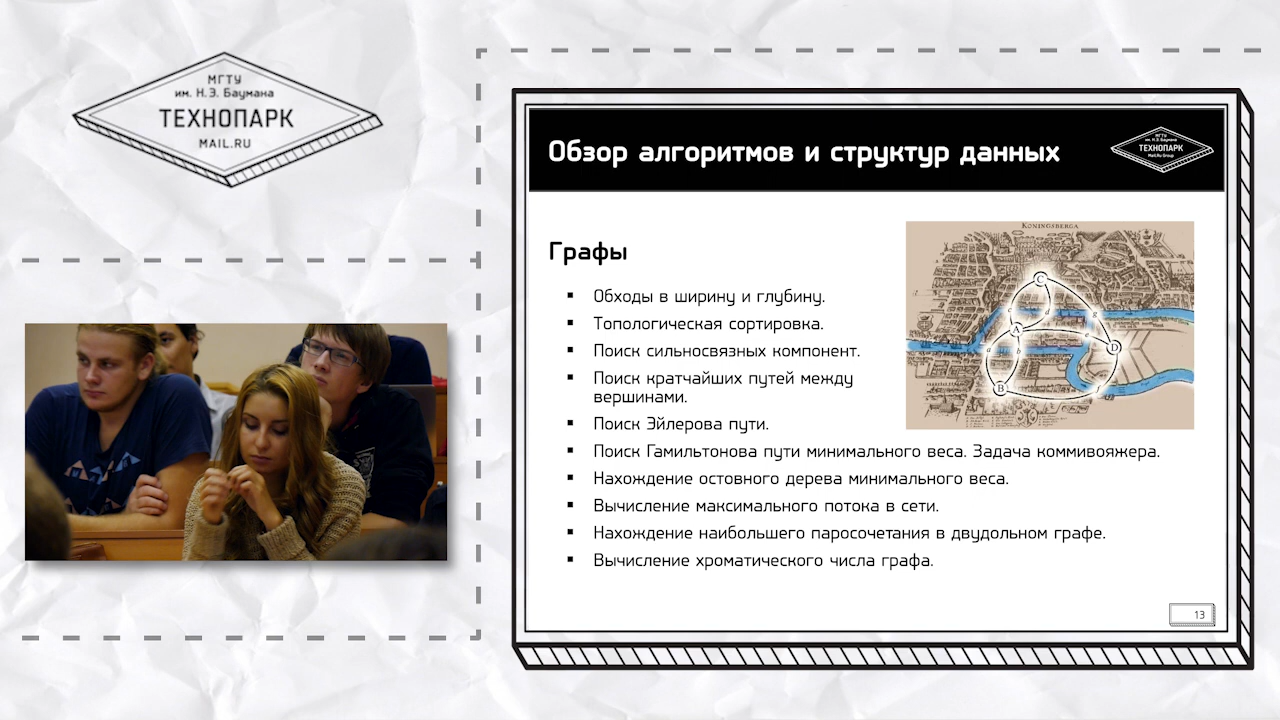 МГТУ
им. Н.Э. Баумана
ТЕХНОПАРК
MAIL.RU
Обзор алгоритмов и структур данных
МГТУ
им. Н.Э. Баумана
ТЕХНОПАРК
Mail.Ru Group
Графы
▪ Обходы в ширину и глубину.
▪ Топологическая сортировка.
▪ Поиск сильносвязных компонент.
▪ Поиск кратчайших путей между
вершинами.
▪ Поиск Эйлерова пути.
▪ Поиск Гамильтонова пути минимального веса. Задача коммивояжера.
▪ Нахождение остовного дерева минимального веса.
▪ Вычисление максимального потока в сети.
▪ Нахождение наибольшего паросочетания в двудольном графе.
▪ Вычисление хроматического числа графа.
KONINGSBERGA
C
A
D
B
13